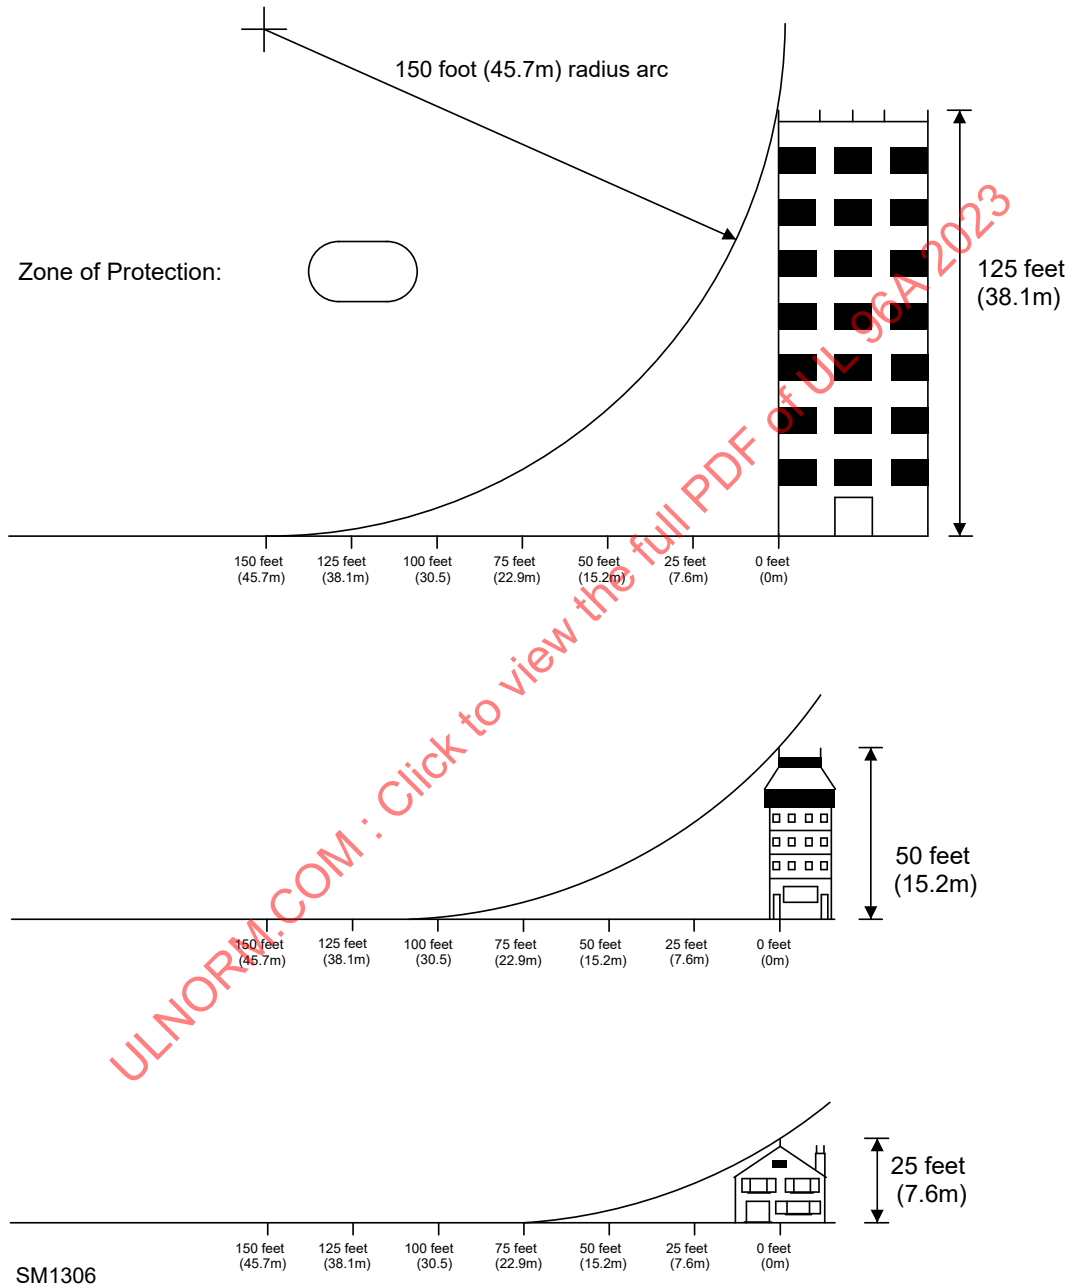 150 foot (45.7m) radius arc
Zone of Protection:
125 feet
(38.1m)
150 feet 125 feet 100 feet 75 feet 50 feet 25 feet 0 feet
(45.7m) (38.1m) (30.5) (22.9m) (15.2m) (7.6m) (0m)
50 feet
(15.2m)
150 feet 125 feet 100 feet 75 feet 50 feet 25 feet 0 feet
(45.7m) (38.1m) (30.5) (22.9m) (15.2m) (7.6m) (0m)
25 feet
(7.6m)
150 feet 125 feet 100 feet 75 feet 50 feet 25 feet 0 feet
(45.7m) (38.1m) (30.5) (22.9m) (15.2m) (7.6m) (0m)
SM1306
ULNORM.COM : Click to view the full PDF of UL 96A 2023